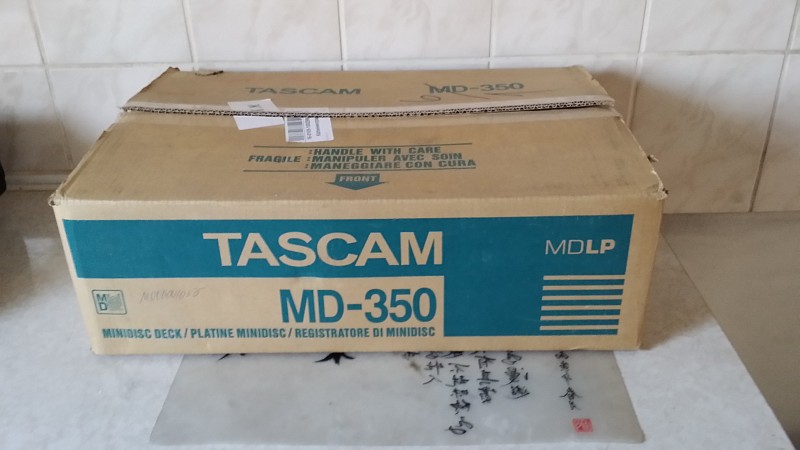 TASCAM MD-350
:HANDLE WITH CARE
FRAGILE :MANIPULER AVEC SOIN
:MANEGGIARE CON CURA
FRONT
TASCAM
MDLP
MD
MD-350
MINIDISC DECK/PLATINE MINIDISC/REGISTRATORE DI MINIDISC